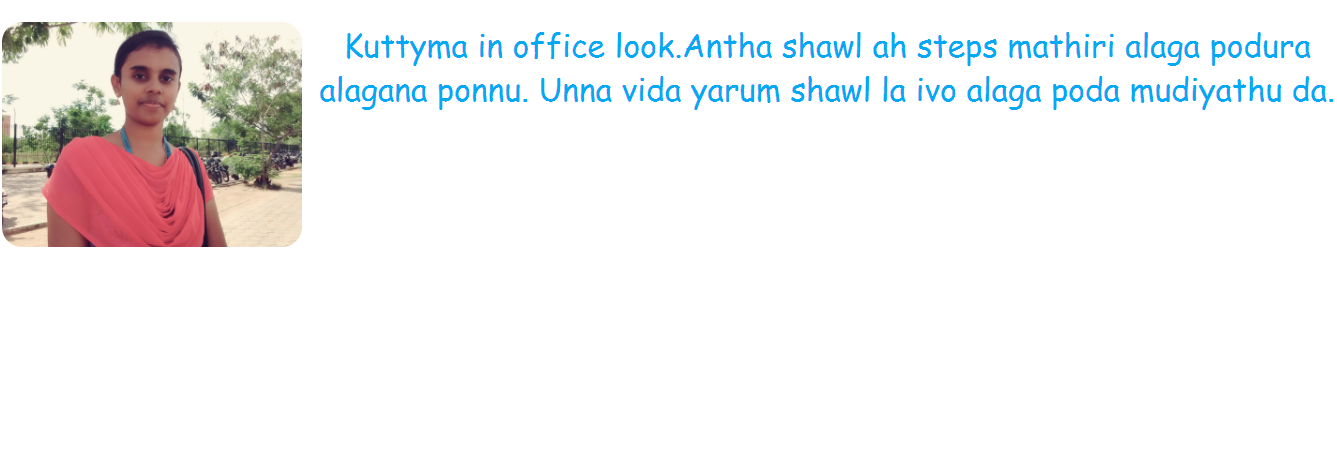 Kuttyma in office look.Antha shawl ah steps mathiri alaga podura
alagana ponnu. Unna vida yarum shawl la ivo alaga poda mudiyathu da.